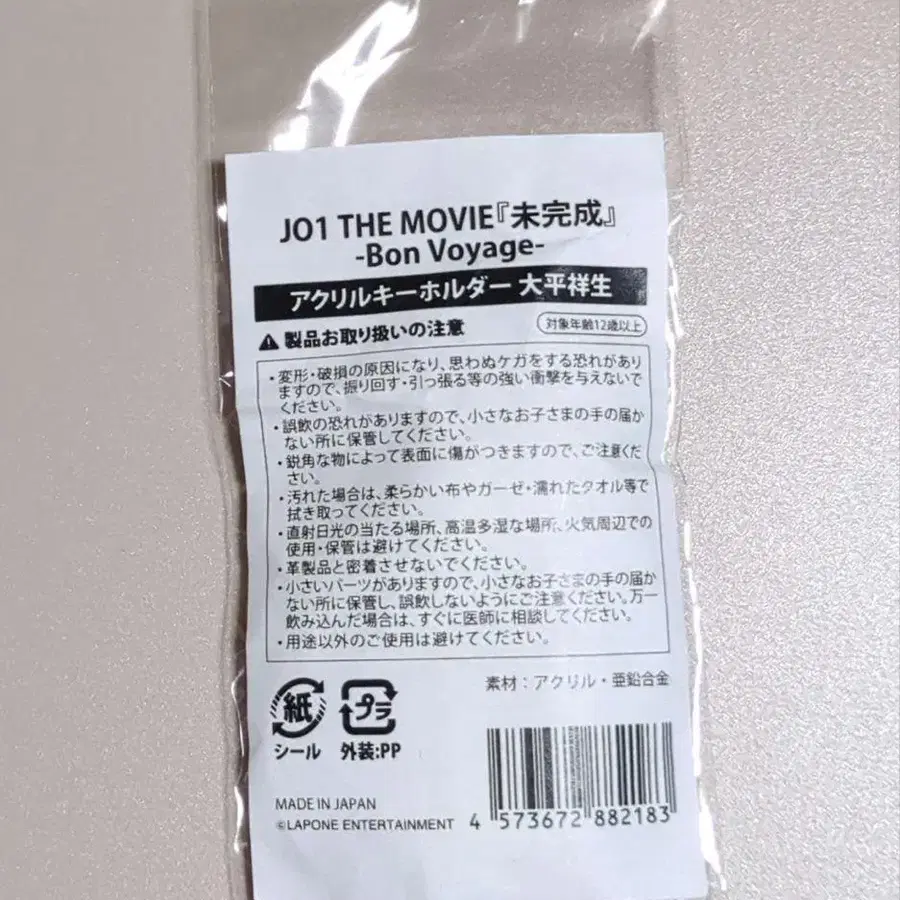 JO1 THE MOVIE『未完成』
-Bon Voyage-
アクリルキーホルダー 大平祥生
製品お取り扱いの注意
対象年齢12歳以上
・変形・破損の原因になり、思わぬケガをする恐れがあり
ますので、振り回す・引っ張る等の強い衝撃を与えないで
ください。
・誤飲の恐れがありますので、小さなお子さまの手の届か
ない所に保管してください。
・鋭角な物によって表面に傷がつきますので、ご注意くだ
さい。
・汚れた場合は、柔らかい布やガーゼ・濡れたタオル等で
拭き取ってください。
・直射日光の当たる場所、高温多湿な場所、火気周辺での
使用・保管は避けてください。
・革製品と密着させないでください。
・小さいパーツがありますので、小さなお子さまの手の届か
ない所に保管し、誤飲しないようにご注意ください。万一
飲み込んだ場合は、すぐに医師に相談してください。
・用途以外のご使用は避けてください。
素材：アクリル・亜鉛合金
紙 プラ
シール 外装:PP
MADE IN JAPAN
©LAPONE ENTERTAINMENT
4 573672 882183